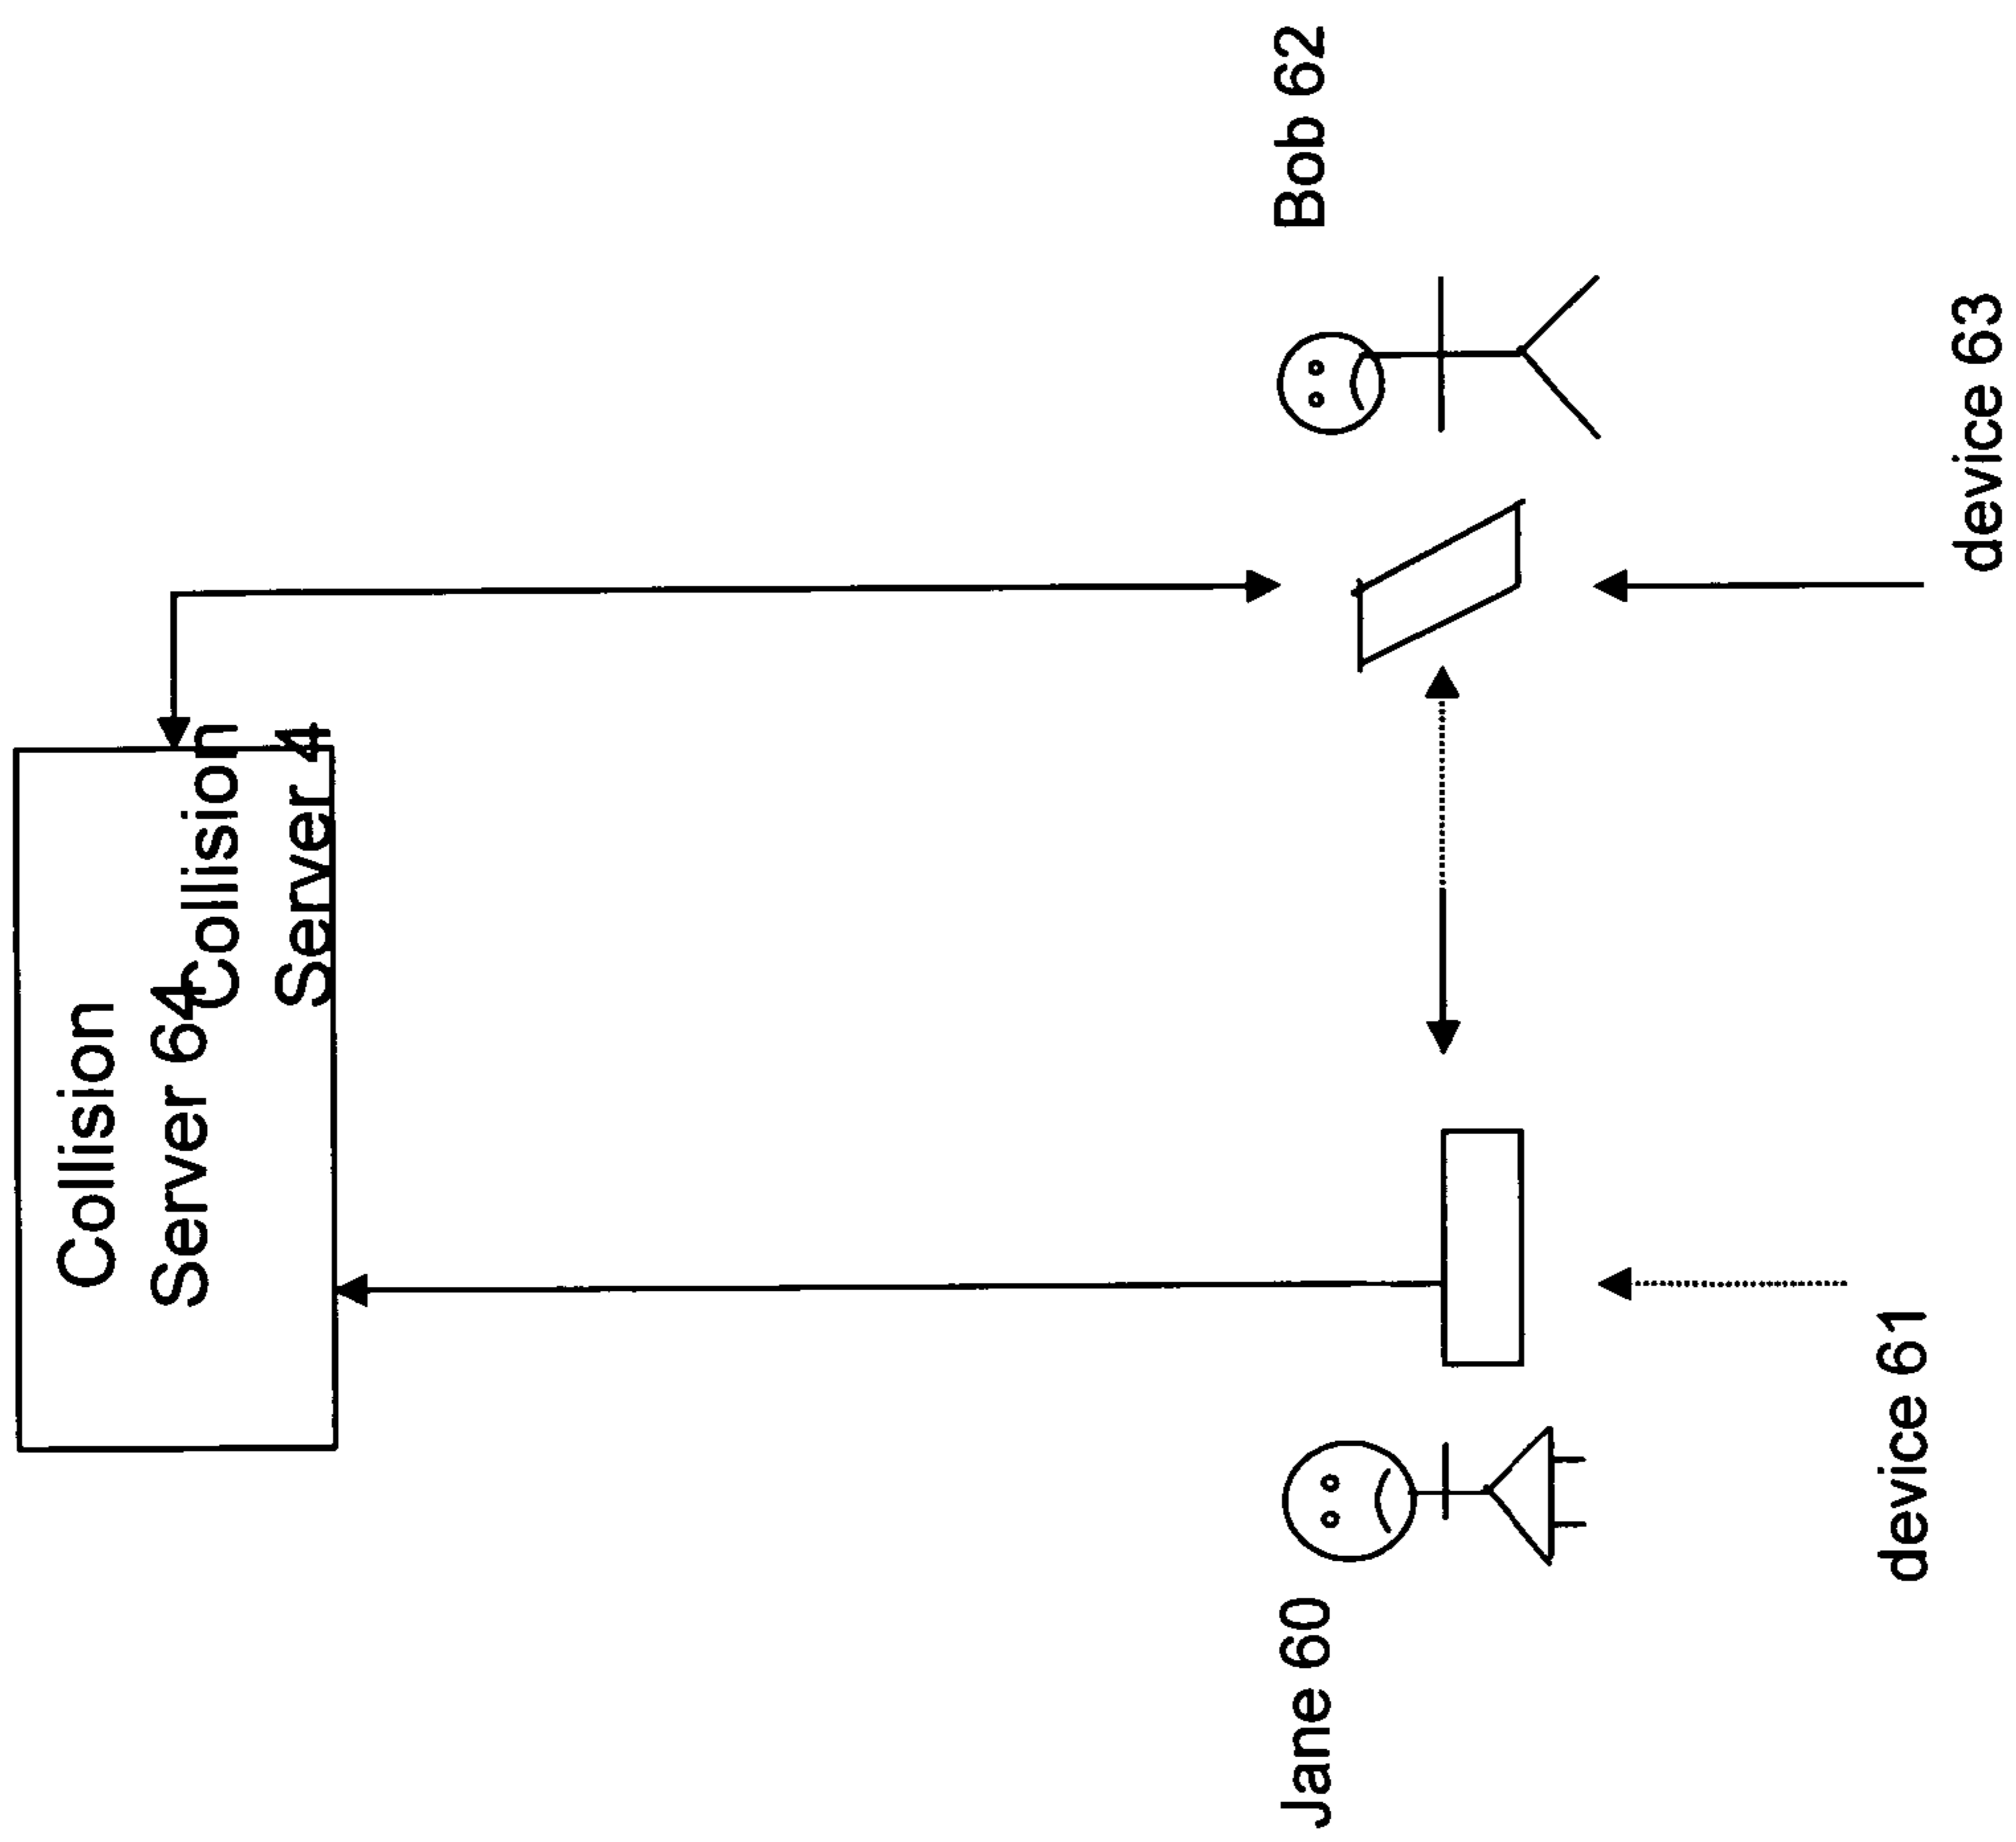 Collision
Server 64
Collision
Server 4
Jane 60
Bob 62
device 61
device 63